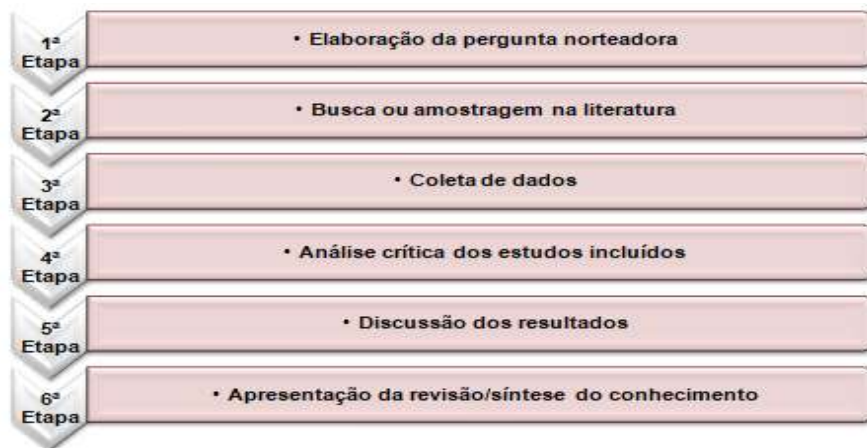 1ª
Etapa
• Elaboração da pergunta norteadora
2ª
Etapa
• Busca ou amostragem na literatura
3ª
Etapa
• Coleta de dados
4ª
Etapa
• Análise crítica dos estudos incluídos
5ª
Etapa
• Discussão dos resultados
6ª
Etapa
• Apresentação da revisão/síntese do conhecimento